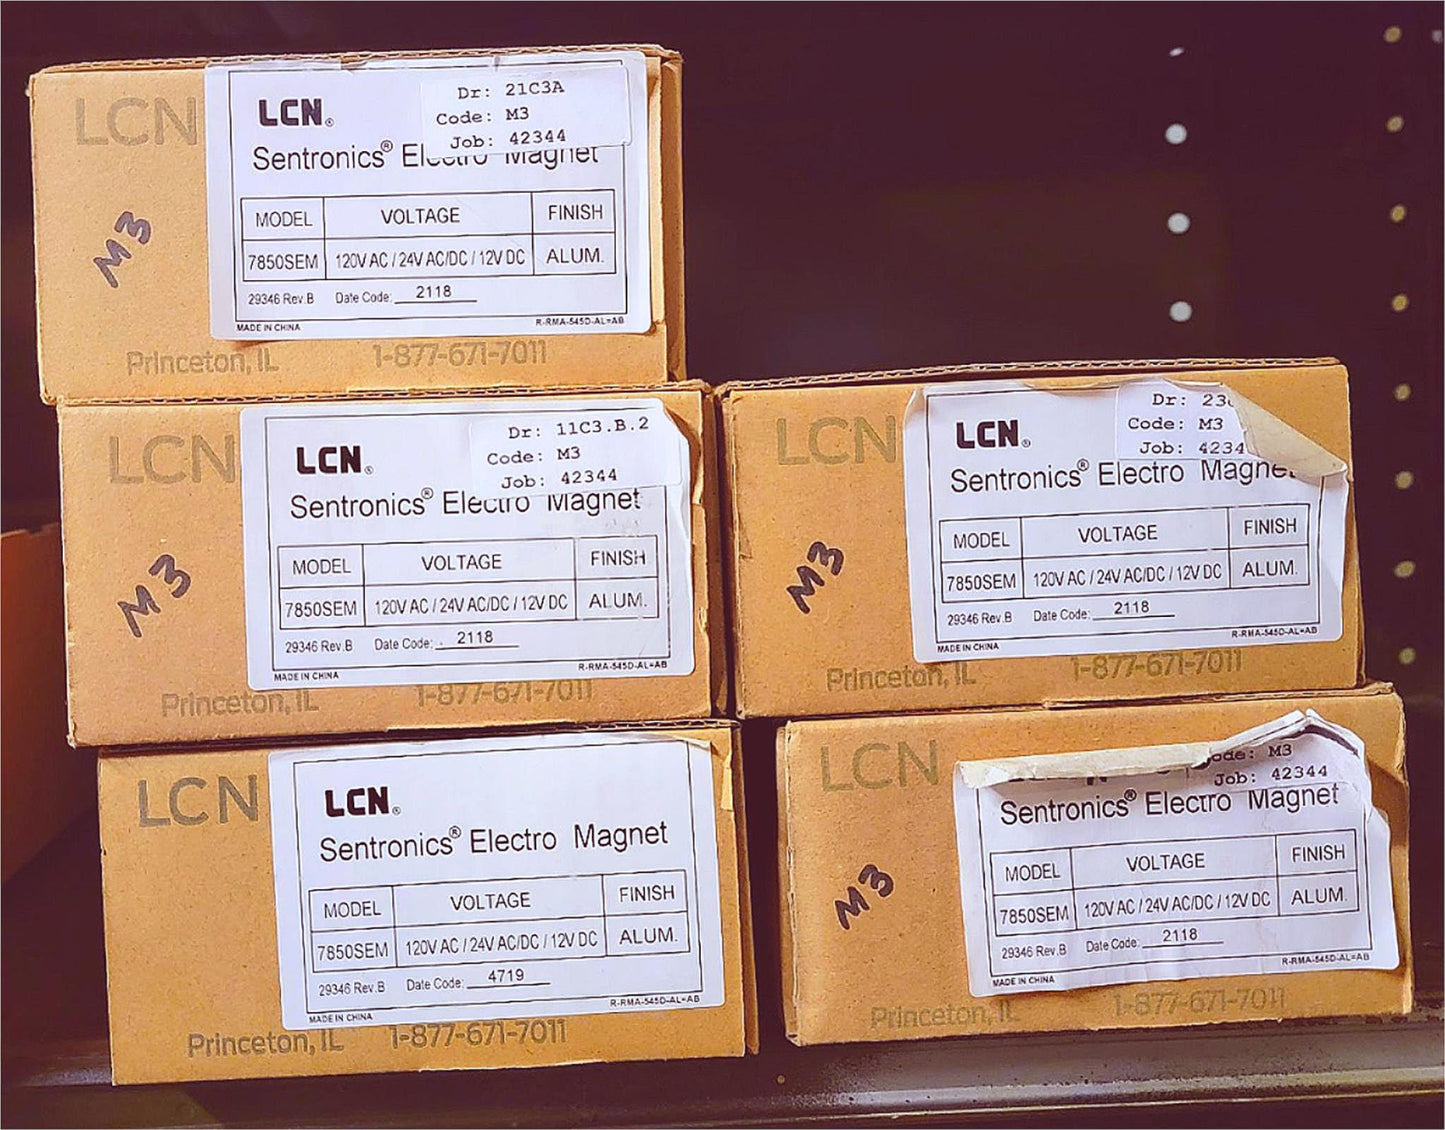 LCN
LCN®
Dr: 21C3A
Code: M3
Job: 42344
Sentronics® Electro Magnet
M3
MODEL VOLTAGE FINISH
7850SEM 120V AC / 24V AC/DC / 12V DC ALUM.
29346 Rev.B Date Code: 2118
MADE IN CHINA R-RMA-545D-AL=AB
Princeton, IL 1-877-671-7011
LCN
LCN®
Dr: 11C3.B.2
Code: M3
Job: 42344
Sentronics® Electro Magnet
M3
MODEL VOLTAGE FINISH
7850SEM 120V AC / 24V AC/DC / 12V DC ALUM.
29346 Rev.B Date Code: 2118
MADE IN CHINA R-RMA-545D-AL=AB
Princeton, IL 1-877-671-7011
LCN
LCN®
Sentronics® Electro Magnet
MODEL VOLTAGE FINISH
7850SEM 120V AC / 24V AC/DC / 12V DC ALUM.
29346 Rev.B Date Code: 4719
MADE IN CHINA R-RMA-545D-AL=AB
Princeton, IL 1-877-671-7011
LCN
LCN®
Dr: 23
Code: M3
Job: 4234
Sentronics® Electro Magnet
M3
MODEL VOLTAGE FINISH
7850SEM 120V AC / 24V AC/DC / 12V DC ALUM.
29346 Rev.B Date Code: 2118
MADE IN CHINA R-RMA-545D-AL=AB
Princeton, IL 1-877-671-7011
LCN
ode: M3
Job: 42344
Sentronics® Electro Magnet
M3
MODEL VOLTAGE FINISH
7850SEM 120V AC / 24V AC/DC / 12V DC ALUM.
29346 Rev.B Date Code: 2118
MADE IN CHINA R-RMA-545D-AL=AB
Princeton, IL 1-877-671-7011